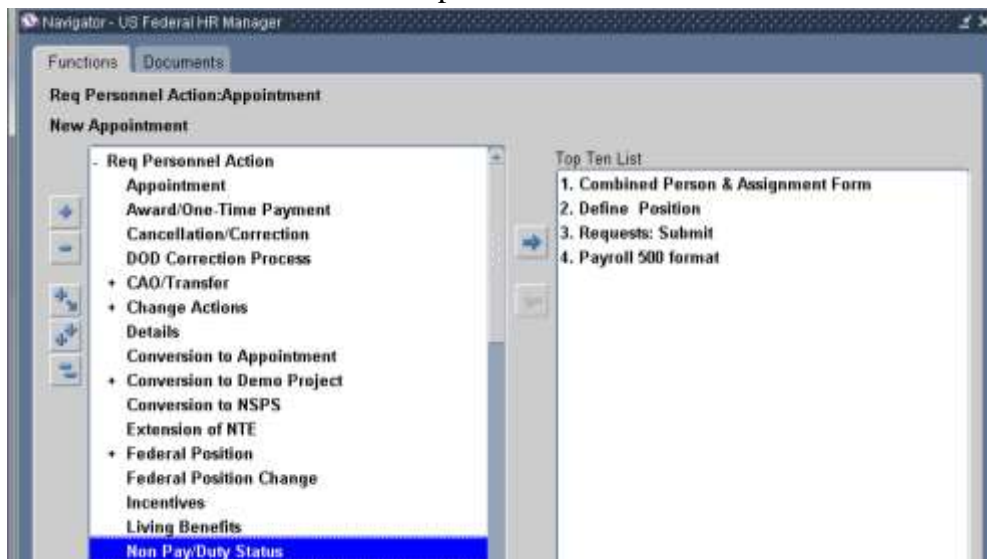 Navigator - US Federal HR Manager
Functions Documents
Req Personnel Action:Appointment
New Appointment
- Req Personnel Action
Appointment
Award/One-Time Payment
Cancellation/Correction
DOD Correction Process
+ CAO/Transfer
+ Change Actions
Details
Conversion to Appointment
+ Conversion to Demo Project
Conversion to NSPS
Extension of NTE
+ Federal Position
Federal Position Change
Incentives
Living Benefits
Non Pay/Duty Status
Top Ten List
1. Combined Person & Assignment Form
2. Define Position
3. Requests: Submit
4. Payroll 500 format